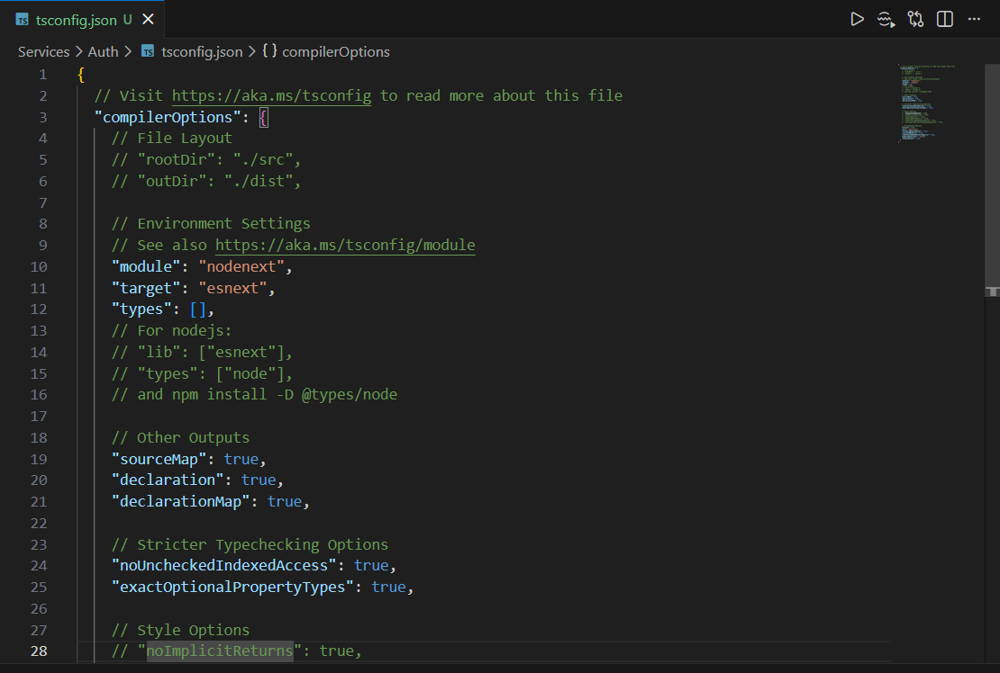 TS tsconfig.json U
Services > Auth > TS tsconfig.json > { } compilerOptions
1 {
2 // Visit https://aka.ms/tsconfig to read more about this file
3 "compilerOptions": {
4 // File Layout
5 // "rootDir": "./src",
6 // "outDir": "./dist",
7
8 // Environment Settings
9 // See also https://aka.ms/tsconfig/module
10 "module": "nodenext",
11 "target": "esnext",
12 "types": [],
13 // For nodejs:
14 // "lib": ["esnext"],
15 // "types": ["node"],
16 // and npm install -D @types/node
17
18 // Other Outputs
19 "sourceMap": true,
20 "declaration": true,
21 "declarationMap": true,
22
23 // Stricter Typechecking Options
24 "noUncheckedIndexedAccess": true,
25 "exactOptionalPropertyTypes": true,
26
27 // Style Options
28 // "noImplicitReturns": true,